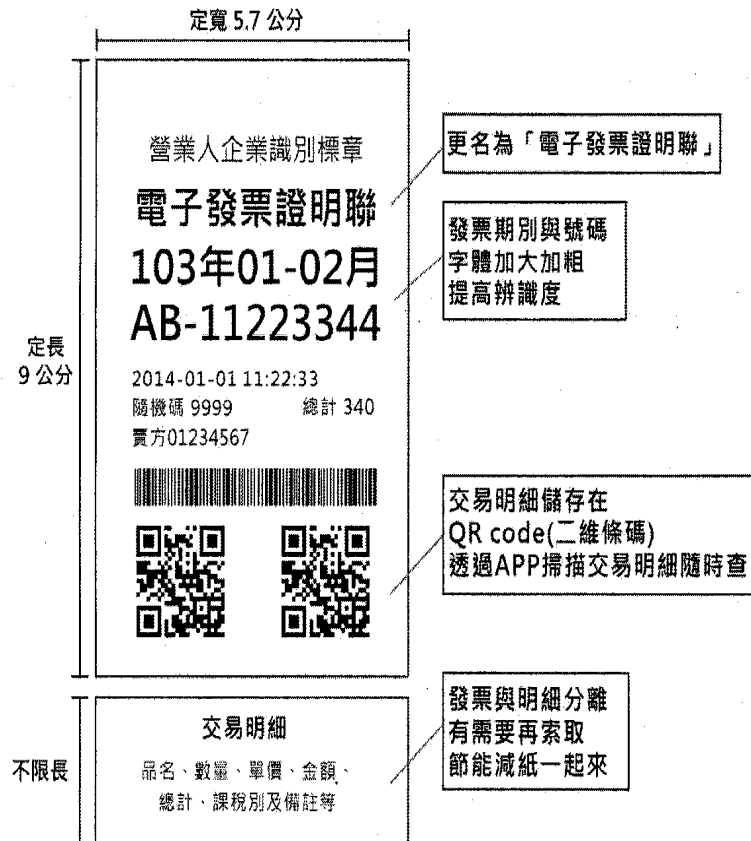 定寬 5.7 公分
營業人企業識別標章
電子發票證明聯
103年01-02月
AB-11223344
2014-01-01 11:22:33
隨機碼 9999 總計 340
賣方01234567
定長
9 公分
更名為「電子發票證明聯」
發票期別與號碼
字體加大加粗
提高辨識度
交易明細儲存在
QR code(二維條碼)
透過APP掃描交易明細隨時查
交易明細
品名、數量、單價、金額、
總計、課稅別及備註等
不限長
發票與明細分離
有需要再索取
節能減紙一起來